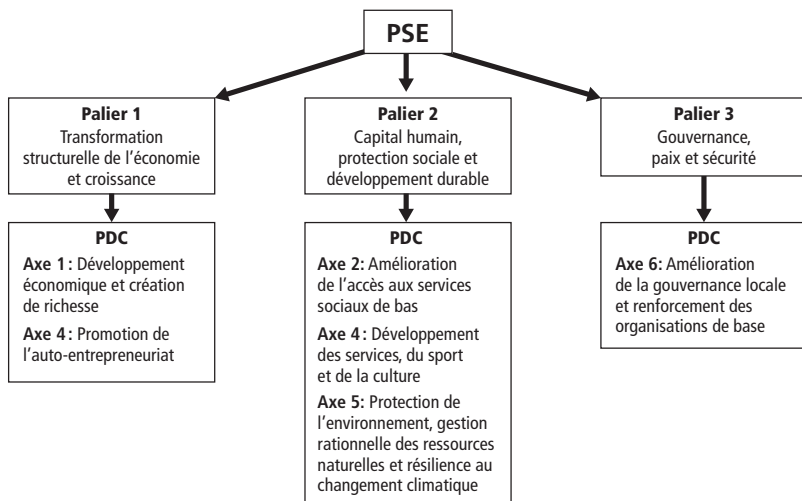 PSE
Palier 1
Transformation
structurelle de l'économie
et croissance
Palier 2
Capital humain,
protection sociale et
développement durable
Palier 3
Gouvernance,
paix et sécurité
PDC
Axe 1 : Développement
économique et création
de richesse
Axe 4 : Promotion de
l'auto-entrepreneuriat
PDC
Axe 2: Amélioration
de l'accès aux services
sociaux de bas
Axe 4 : Développement
des services, du sport
et de la culture
Axe 5: Protection de
l'environnement, gestion
rationnelle des ressources
naturelles et résilience au
changement climatique
PDC
Axe 6: Amélioration
de la gouvernance locale
et renforcement des
organisations de base